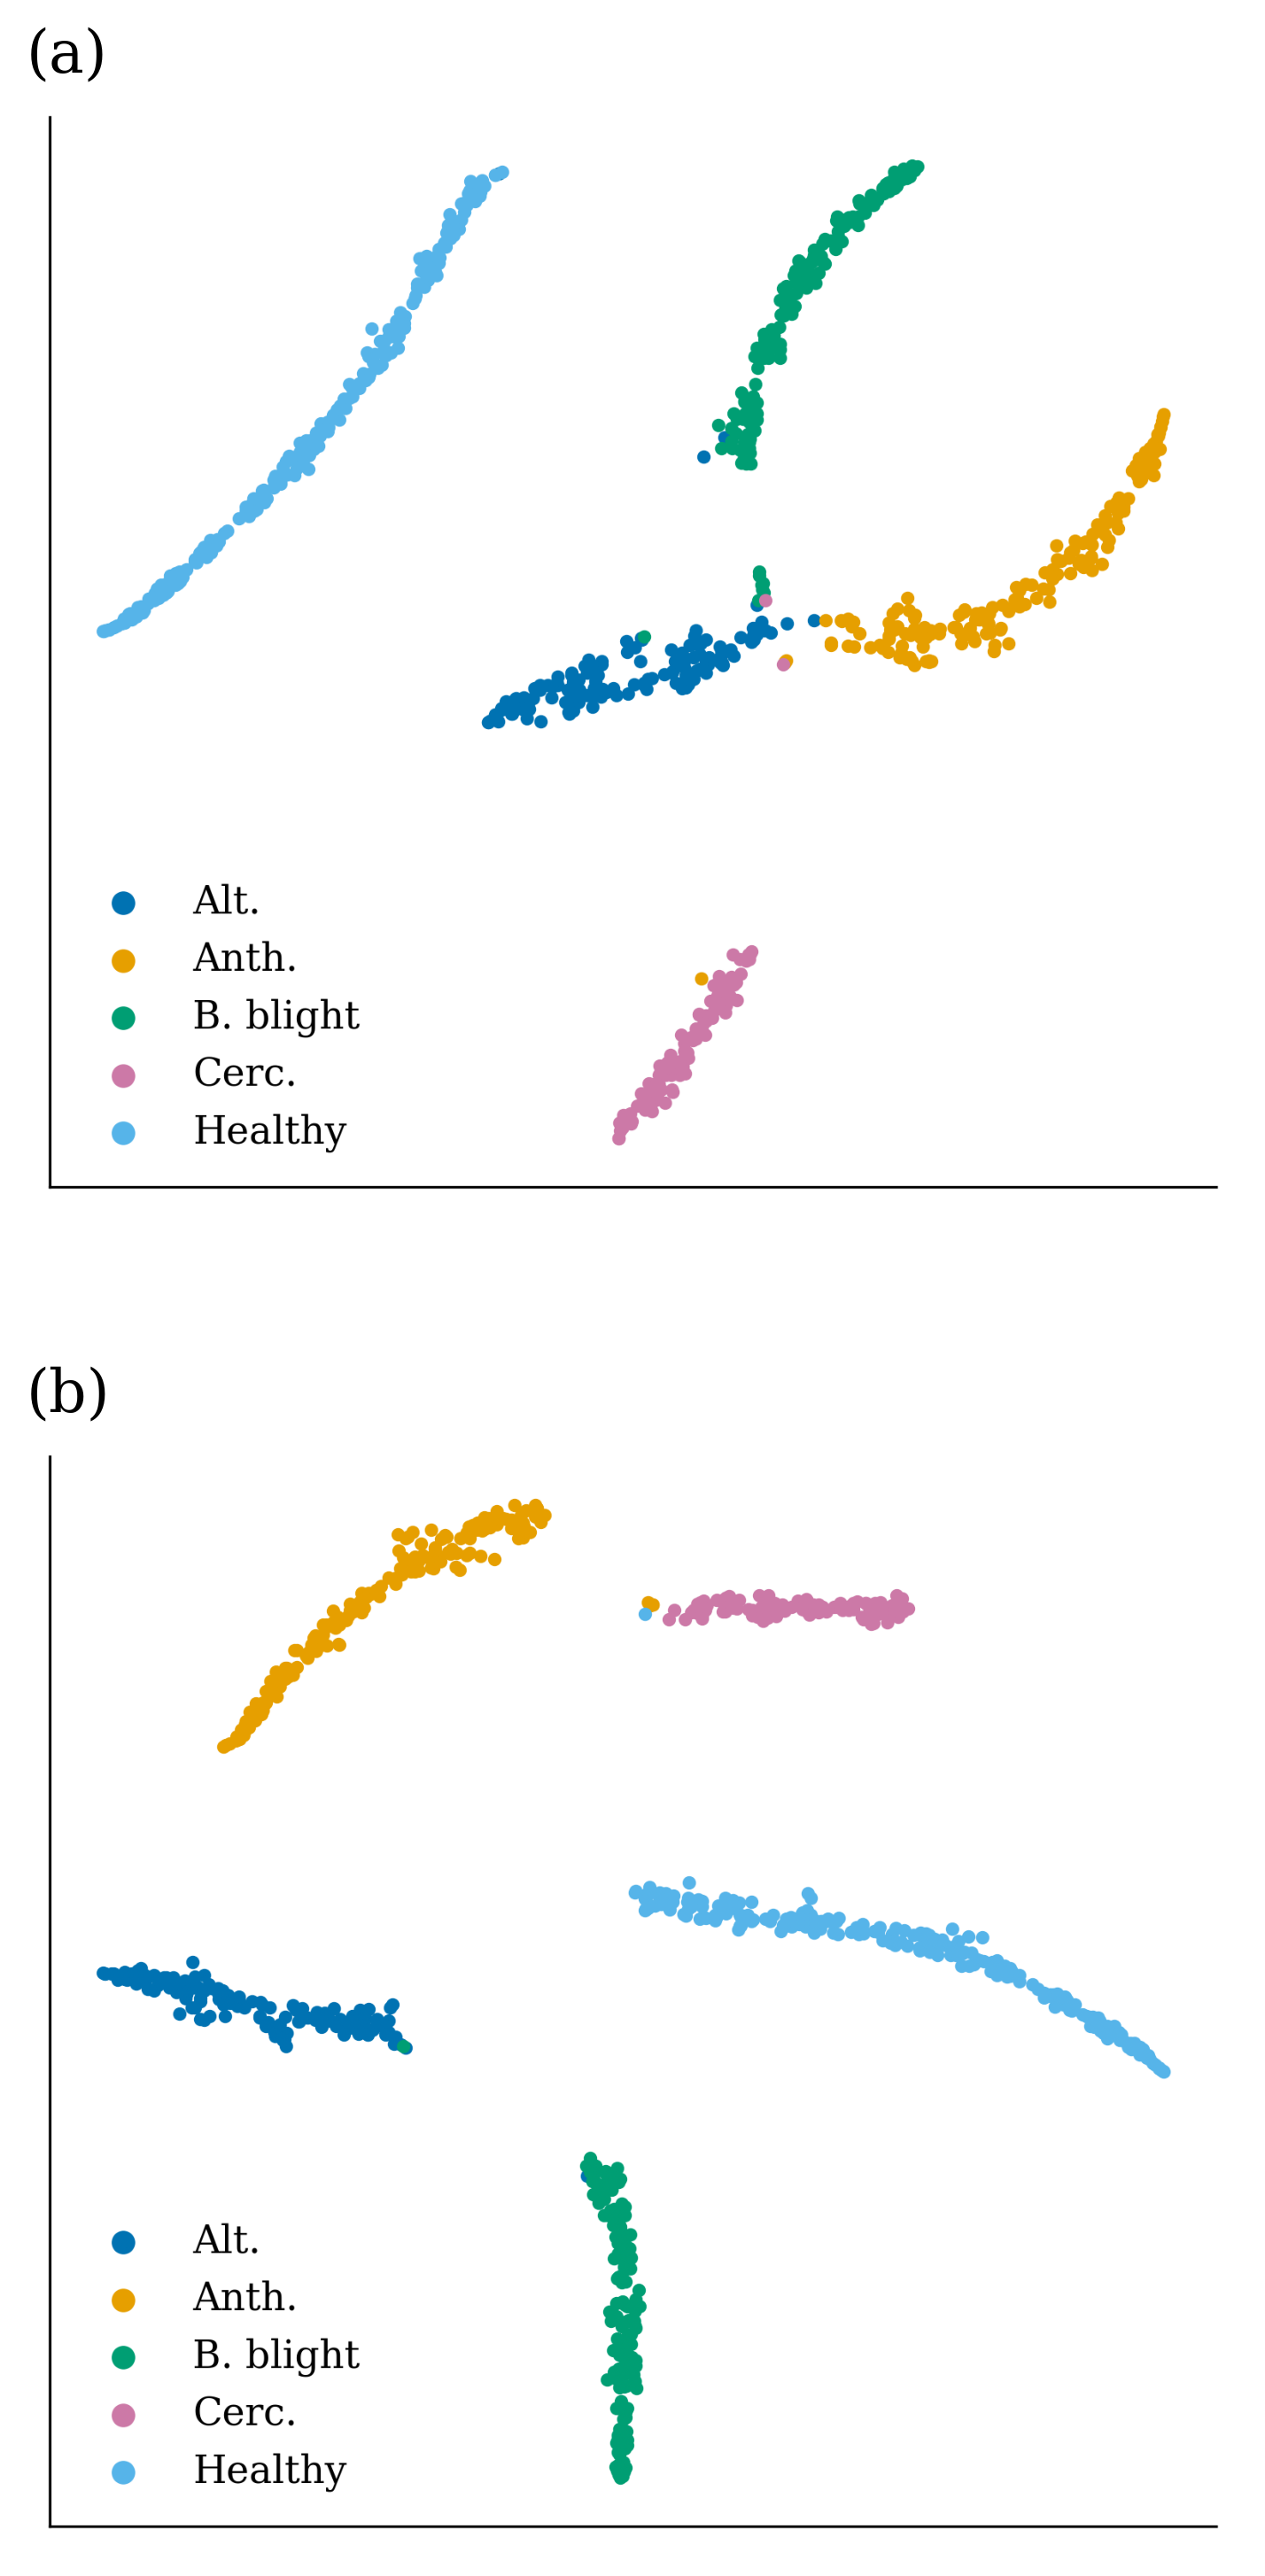 (a)
Alt.
Anth.
B. blight
Cerc.
Healthy
(b)
Alt.
Anth.
B. blight
Cerc.
Healthy